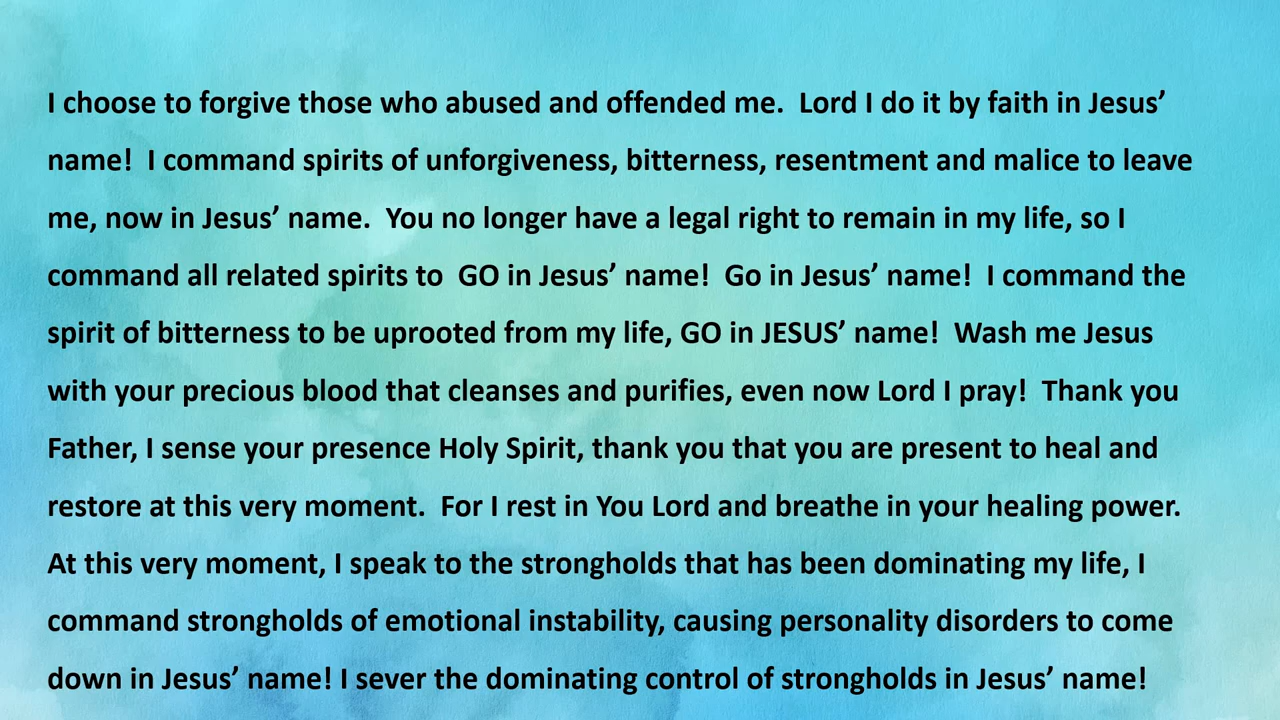 I choose to forgive those who abused and offended me.  Lord I do it by faith in Jesus’
name!  I command spirits of unforgiveness, bitterness, resentment and malice to leave
me, now in Jesus’ name.  You no longer have a legal right to remain in my life, so I
command all related spirits to  GO in Jesus’ name!  Go in Jesus’ name!  I command the
spirit of bitterness to be uprooted from my life, GO in JESUS’ name!  Wash me Jesus
with your precious blood that cleanses and purifies, even now Lord I pray!  Thank you
Father, I sense your presence Holy Spirit, thank you that you are present to heal and
restore at this very moment.  For I rest in You Lord and breathe in your healing power.
At this very moment, I speak to the strongholds that has been dominating my life, I
command strongholds of emotional instability, causing personality disorders to come
down in Jesus’ name! I sever the dominating control of strongholds in Jesus’ name!